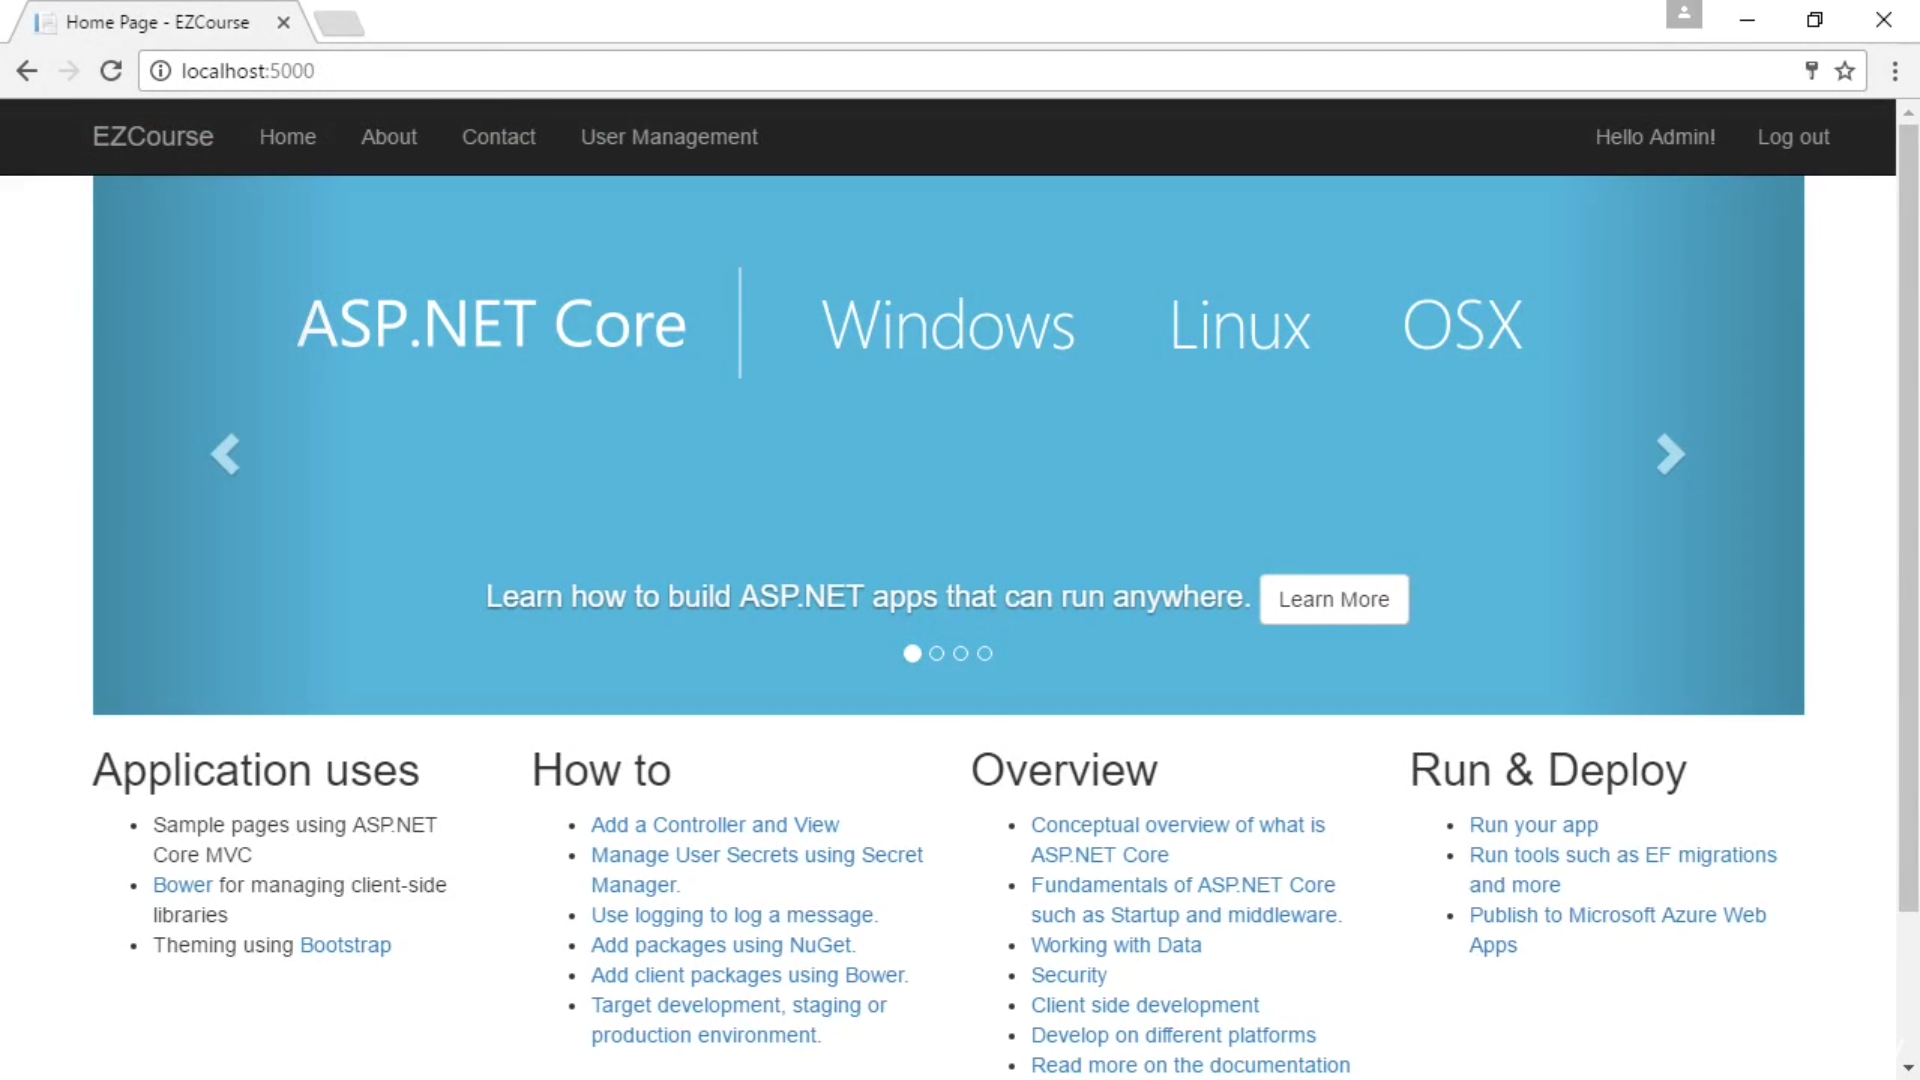 Home Page - EZCourse
localhost:5000
EZCourse Home About Contact User Management Hello Admin! Log out
ASP.NET Core Windows Linux OSX
Learn how to build ASP.NET apps that can run anywhere. Learn More
Application uses
Sample pages using ASP.NET
Core MVC
Bower for managing client-side
libraries
Theming using Bootstrap
How to
Add a Controller and View
Manage User Secrets using Secret
Manager.
Use logging to log a message.
Add packages using NuGet.
Add client packages using Bower.
Target development, staging or
production environment.
Overview
Conceptual overview of what is
ASP.NET Core
Fundamentals of ASP.NET Core
such as Startup and middleware.
Working with Data
Security
Client side development
Develop on different platforms
Read more on the documentation
Run & Deploy
Run your app
Run tools such as EF migrations
and more
Publish to Microsoft Azure Web
Apps